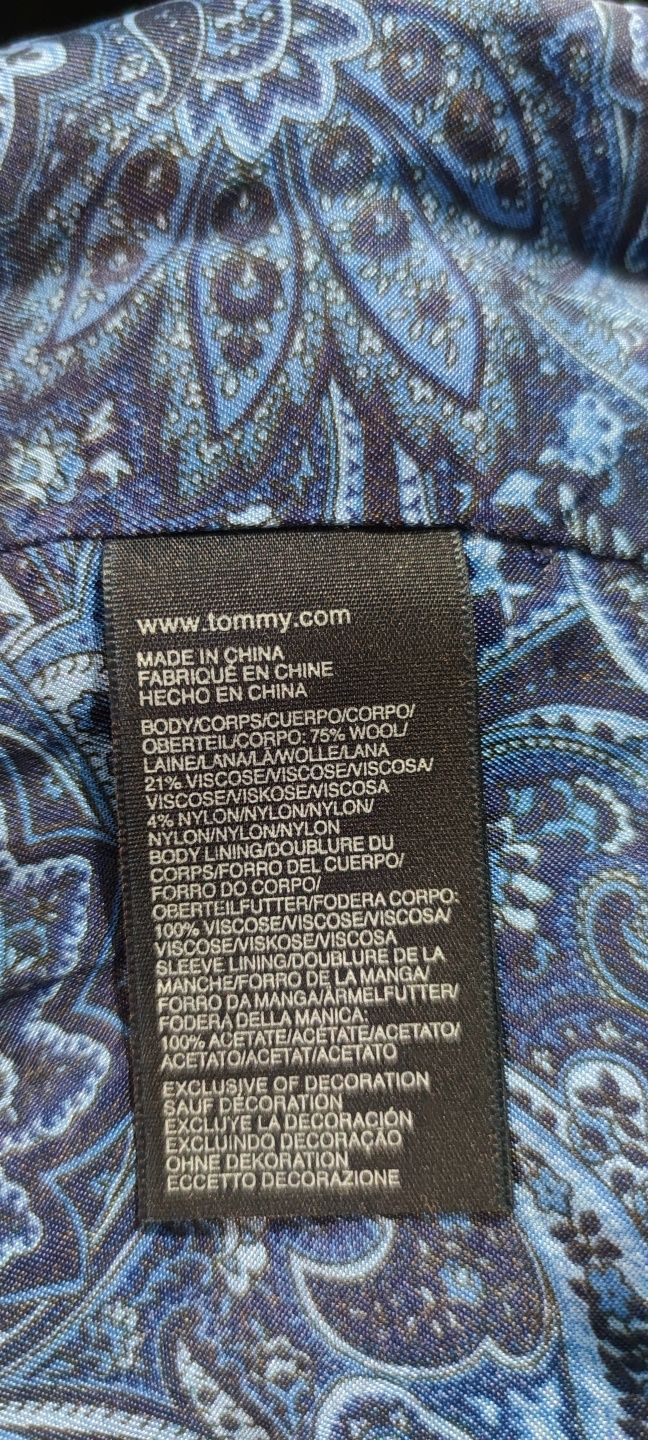 www.tommy.com
MADE IN CHINA
FABRIQUÉ EN CHINE
HECHO EN CHINA
BODY/CORPS/CUERPO/CORPO/
OBERTEIL/CORPO: 75% WOOL/
LAINE/LANA/LÃ/WOLLE/LANA
21% VISCOSE/VISCOSE/VISCOSA/
VISCOSE/VISKOSE/VISCOSA
4% NYLON/NYLON/NYLON/
NYLON/NYLON/NYLON
BODY LINING/DOUBLURE DU
CORPS/FORRO DEL CUERPO/
FORRO DO CORPO/
OBERTEILFUTTER/FODERA CORPO:
100% VISCOSE/VISCOSE/VISCOSA/
VISCOSE/VISKOSE/VISCOSA
SLEEVE LINING/DOUBLURE DE LA
MANCHE/FORRO DE LA MANGA/
FORRO DA MANGA/ÄRMELFUTTER/
FODERA DELLA MANICA:
100% ACETATE/ACÉTATE/ACETATO/
ACETATO/ACETAT/ACETATO
EXCLUSIVE OF DECORATION
SAUF DÉCORATION
EXCLUYE LA DECORACIÓN
EXCLUINDO DECORAÇÃO
OHNE DEKORATION
ECCETTO DECORAZIONE